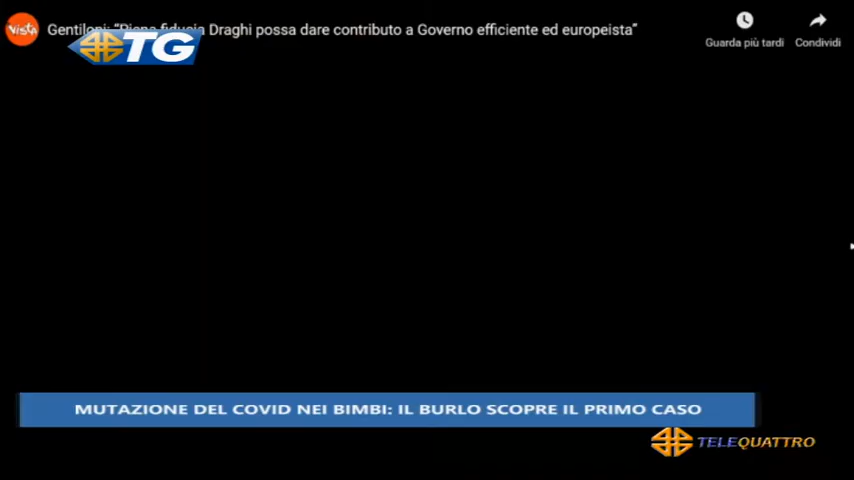 vista
Gentiloni: “Piena fiducia Draghi possa dare contributo a Governo efficiente ed europeista”
TG
Guarda più tardi
Condividi
MUTAZIONE DEL COVID NEI BIMBI: IL BURLO SCOPRE IL PRIMO CASO
TELEQUATTRO